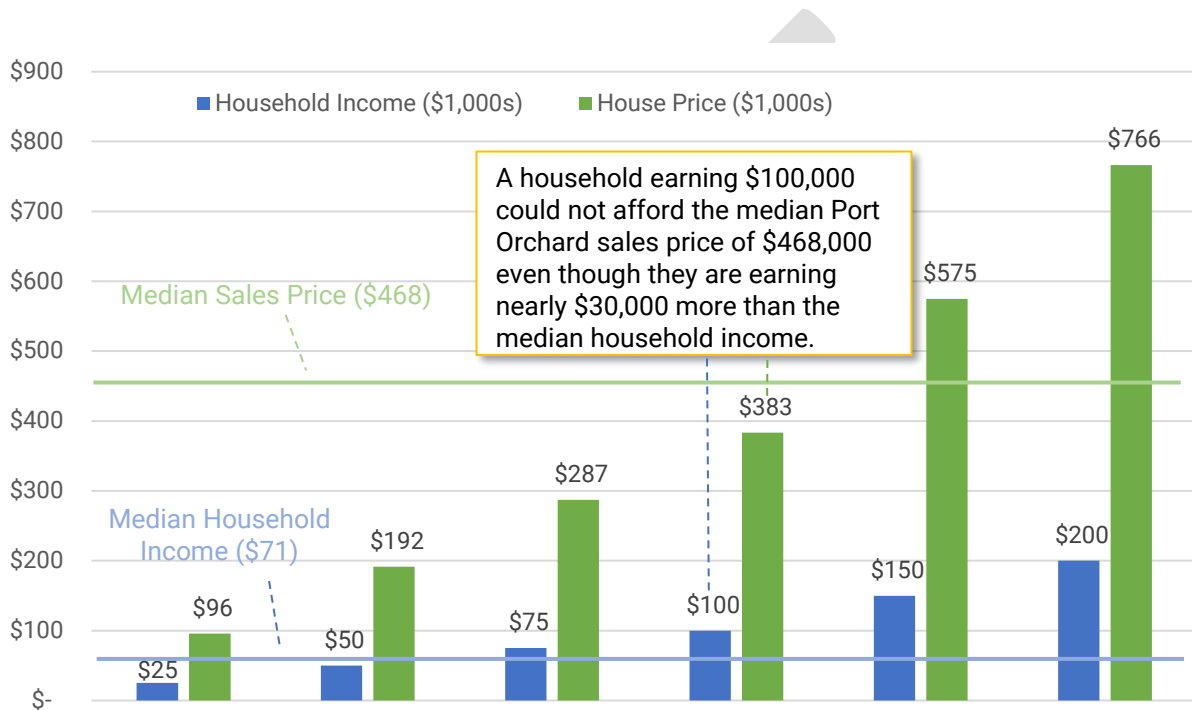 $900
Household Income ($1,000s)
House Price ($1,000s)
$800
$766
A household earning $100,000
could not afford the median Port
Orchard sales price of $468,000
even though they are earning
nearly $30,000 more than the
median household income.
$700
$600
$575
Median Sales Price ($468)
$500
$400
$383
$300
$287
Median Household
Income ($71)
$200
$192
$200
$150
$100
$96
$100
$75
$50
$25
$-